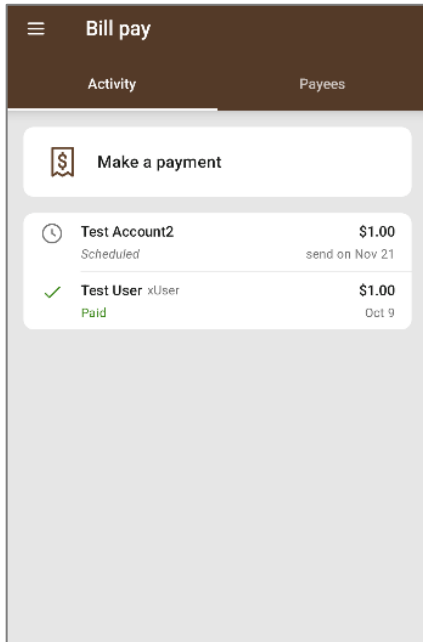 Bill pay
Activity Payees
$ Make a payment
Test Account2 $1.00
Scheduled send on Nov 21
Test User xUser $1.00
Paid Oct 9